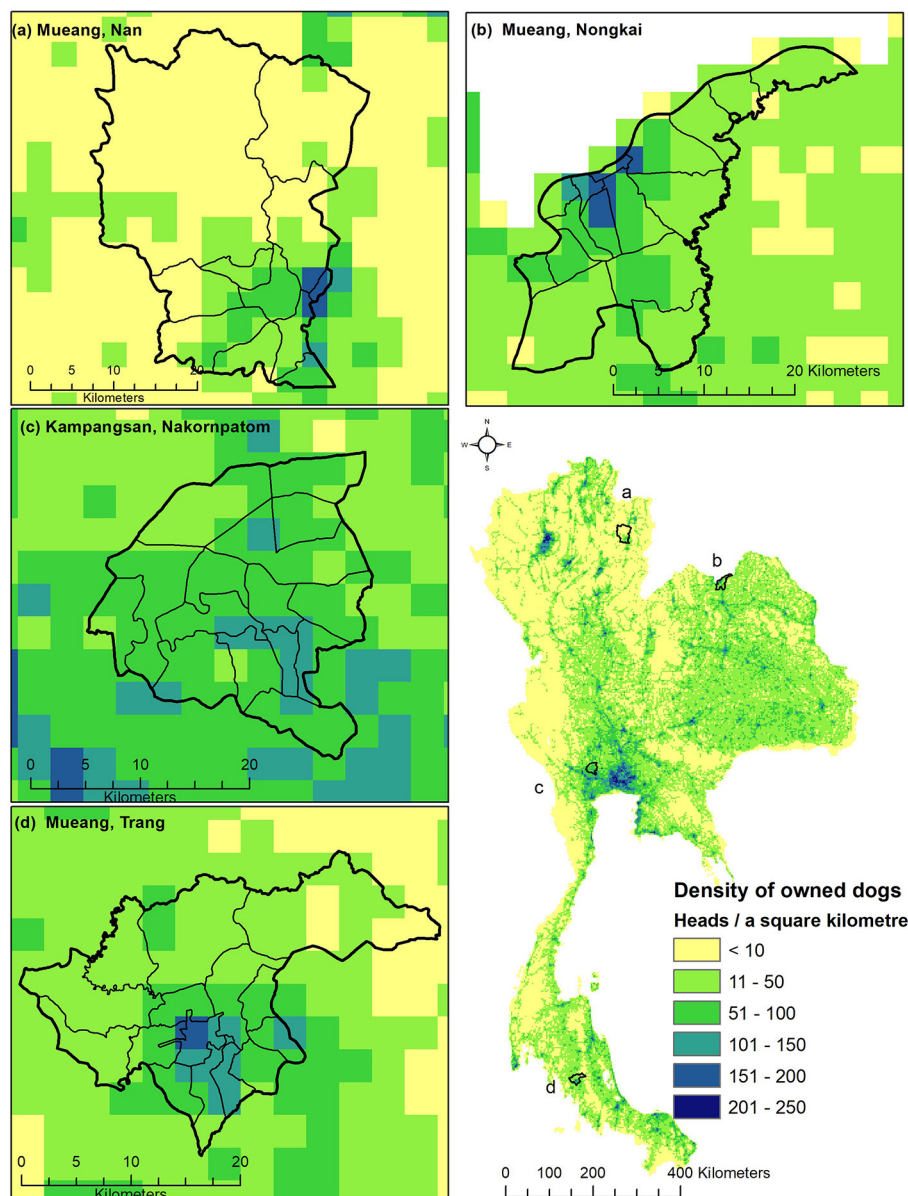 (a) Mueang, Nan
0 5 10 20
Kilometers
(b) Mueang, Nongkai
0 5 10 20 Kilometers
(c) Kampangsan, Nakornpatom
0 5 10 20
Kilometers
(d) Mueang, Trang
0 5 10 20
Kilometers
N
W E
S
a
b
c
d
Density of owned dogs
Heads / a square kilometre
< 10
11 - 50
51 - 100
101 - 150
151 - 200
201 - 250
0 100 200 400 Kilometers